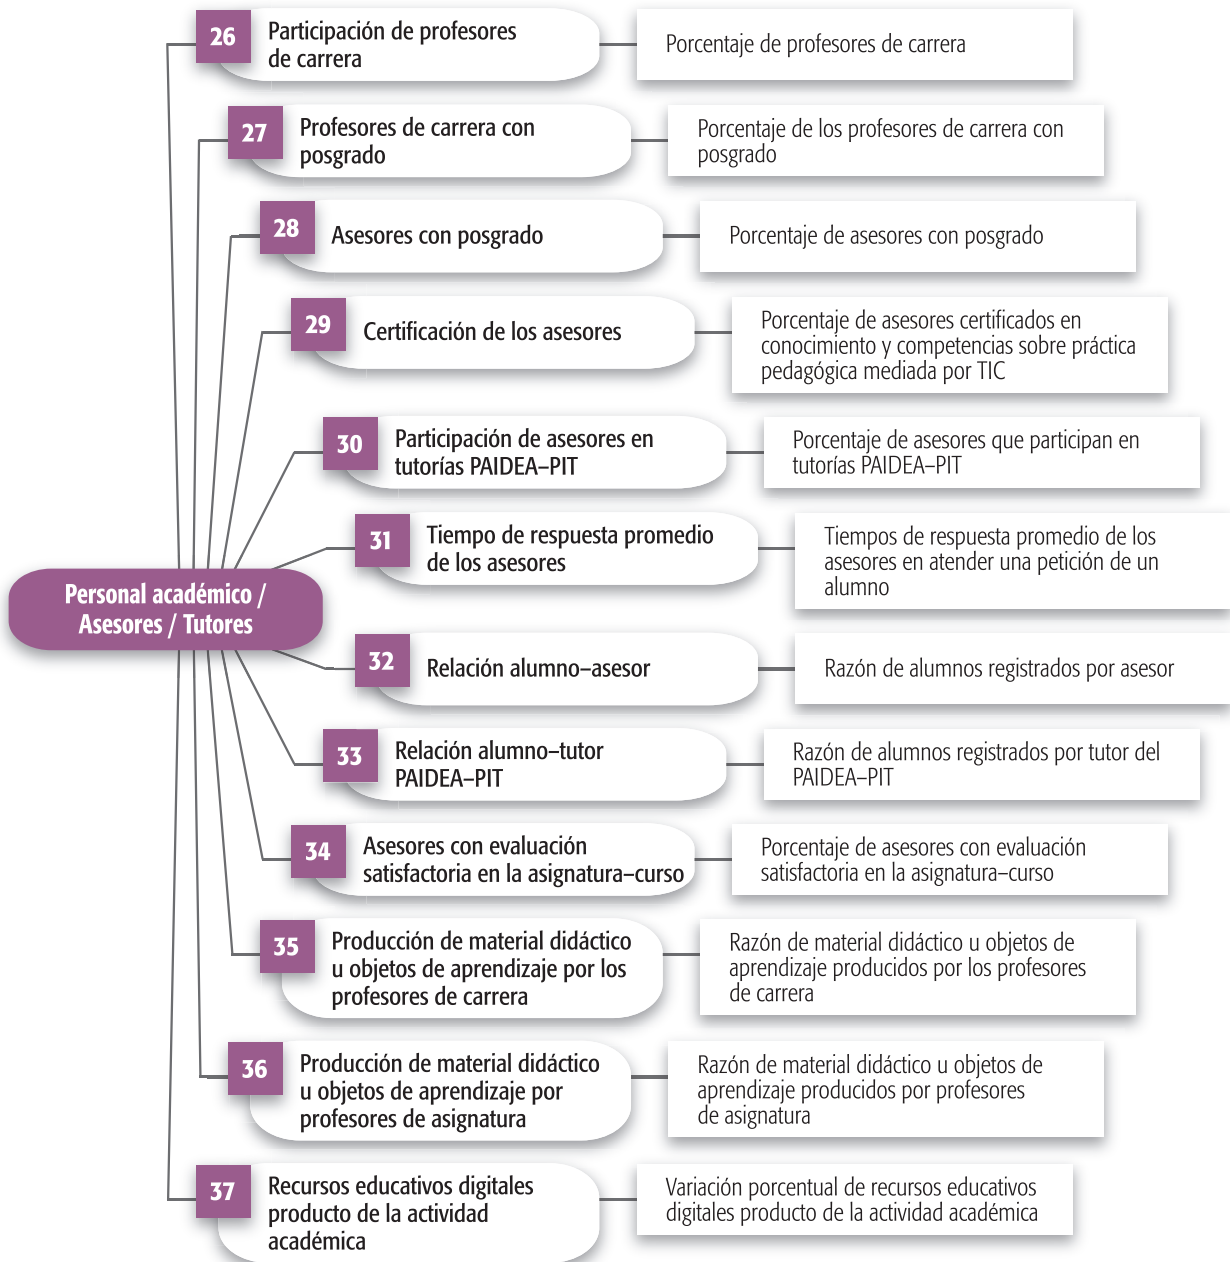 26
Participación de profesores
de carrera
Porcentaje de profesores de carrera
27
Profesores de carrera con
posgrado
Porcentaje de los profesores de carrera con
posgrado
28
Asesores con posgrado
Porcentaje de asesores con posgrado
29
Certificación de los asesores
Porcentaje de asesores certificados en
conocimiento y competencias sobre práctica
pedagógica mediada por TIC
30
Participación de asesores en
tutorías PAIDEA–PIT
Porcentaje de asesores que participan en
tutorías PAIDEA–PIT
31
Tiempo de respuesta promedio
de los asesores
Tiempos de respuesta promedio de los
asesores en atender una petición de un
alumno
Personal académico /
Asesores / Tutores
32
Relación alumno–asesor
Razón de alumnos registrados por asesor
33
Relación alumno–tutor
PAIDEA–PIT
Razón de alumnos registrados por tutor del
PAIDEA–PIT
34
Asesores con evaluación
satisfactoria en la asignatura–curso
Porcentaje de asesores con evaluación
satisfactoria en la asignatura–curso
35
Producción de material didáctico
u objetos de aprendizaje por los
profesores de carrera
Razón de material didáctico u objetos de
aprendizaje producidos por los profesores
de carrera
36
Producción de material didáctico
u objetos de aprendizaje por
profesores de asignatura
Razón de material didáctico u objetos de
aprendizaje producidos por profesores
de asignatura
37
Recursos educativos digitales
producto de la actividad
académica
Variación porcentual de recursos educativos
digitales producto de la actividad académica